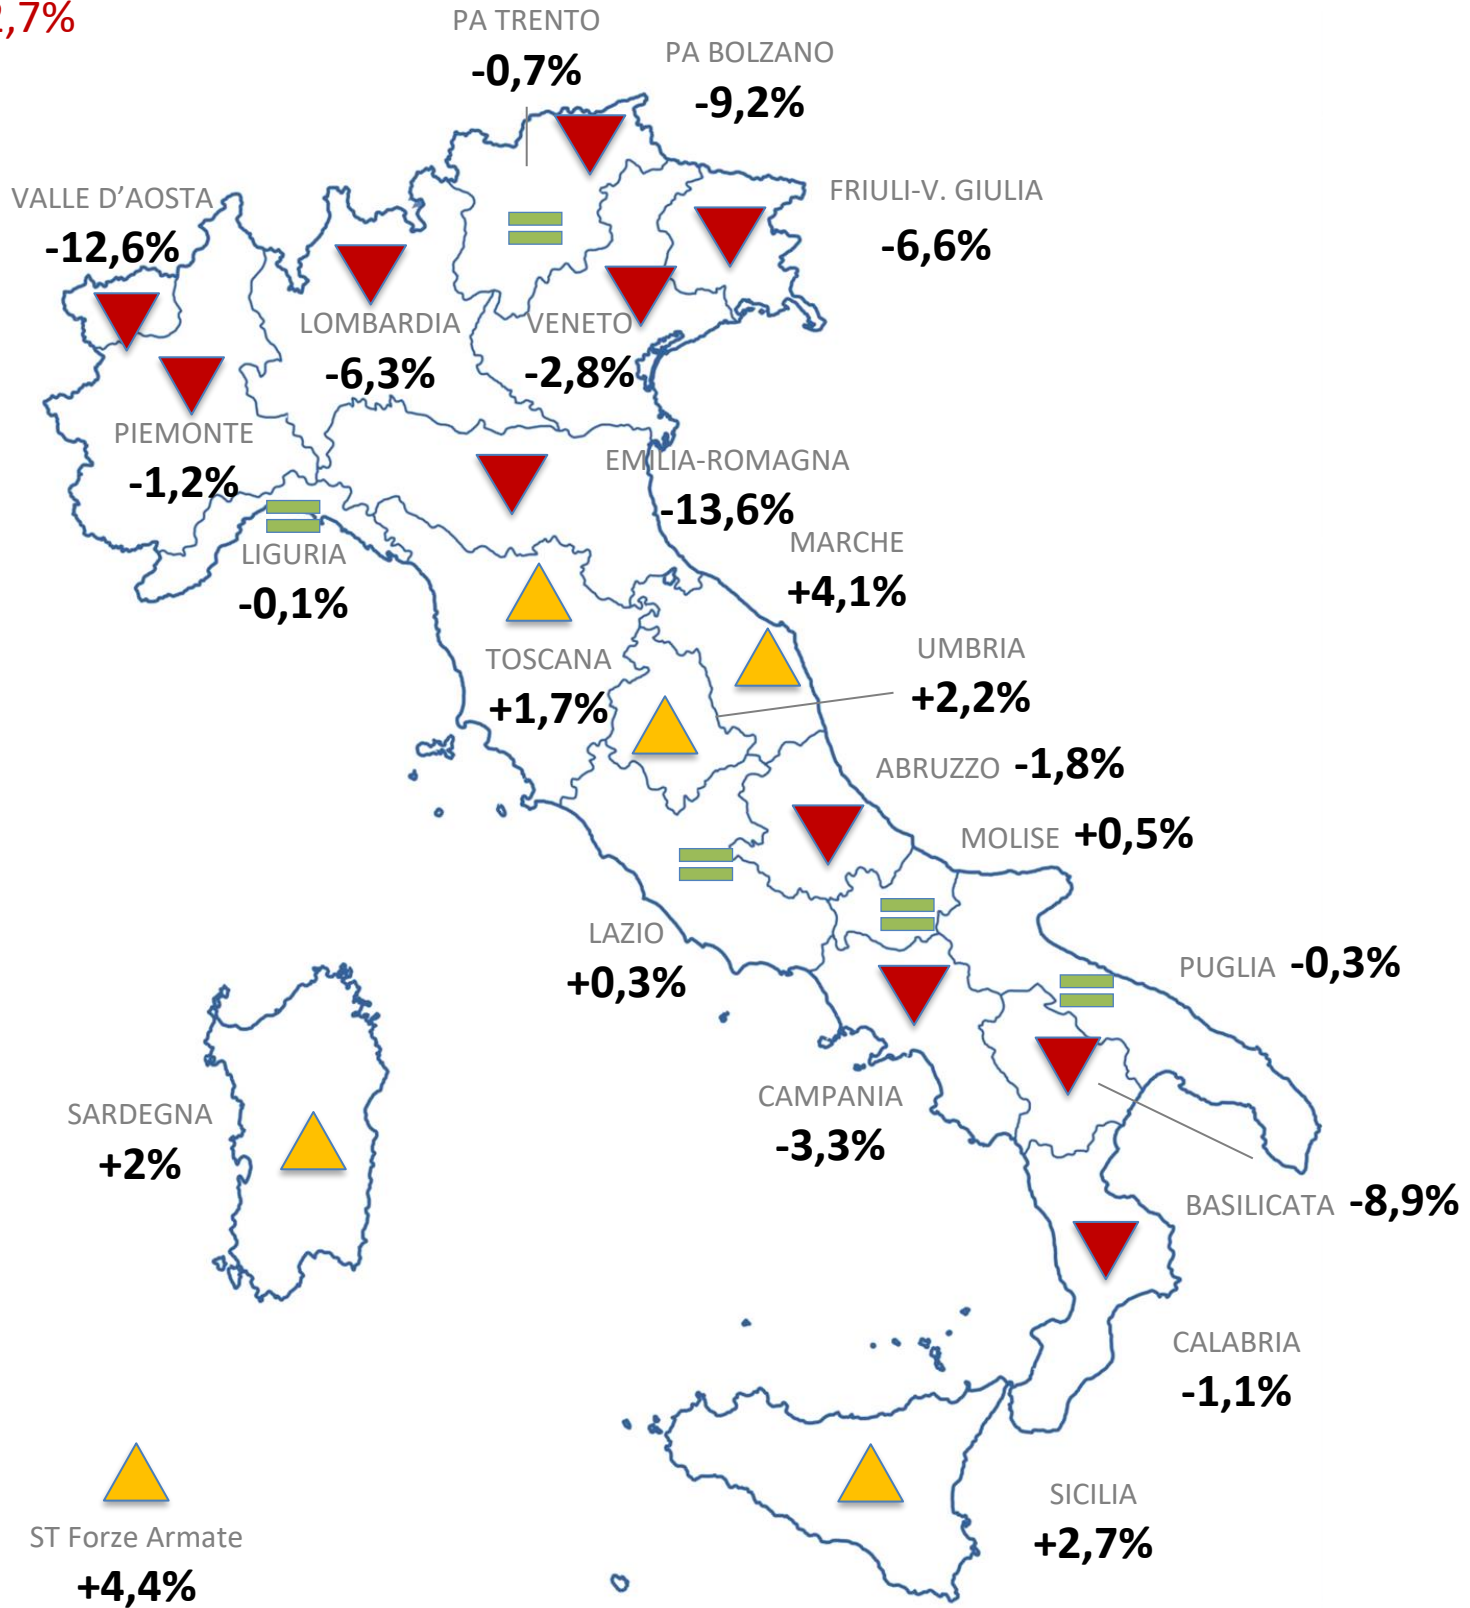 2,7%
PA TRENTO
-0,7%
PA BOLZANO
-9,2%
VALLE D’AOSTA
-12,6%
FRIULI-V. GIULIA
-6,6%
LOMBARDIA
-6,3%
VENETO
-2,8%
PIEMONTE
-1,2%
EMILIA-ROMAGNA
-13,6%
LIGURIA
-0,1%
MARCHE
+4,1%
TOSCANA
+1,7%
UMBRIA
+2,2%
ABRUZZO -1,8%
MOLISE +0,5%
LAZIO
+0,3%
PUGLIA -0,3%
CAMPANIA
-3,3%
SARDEGNA
+2%
BASILICATA -8,9%
CALABRIA
-1,1%
SICILIA
+2,7%
ST Forze Armate
+4,4%